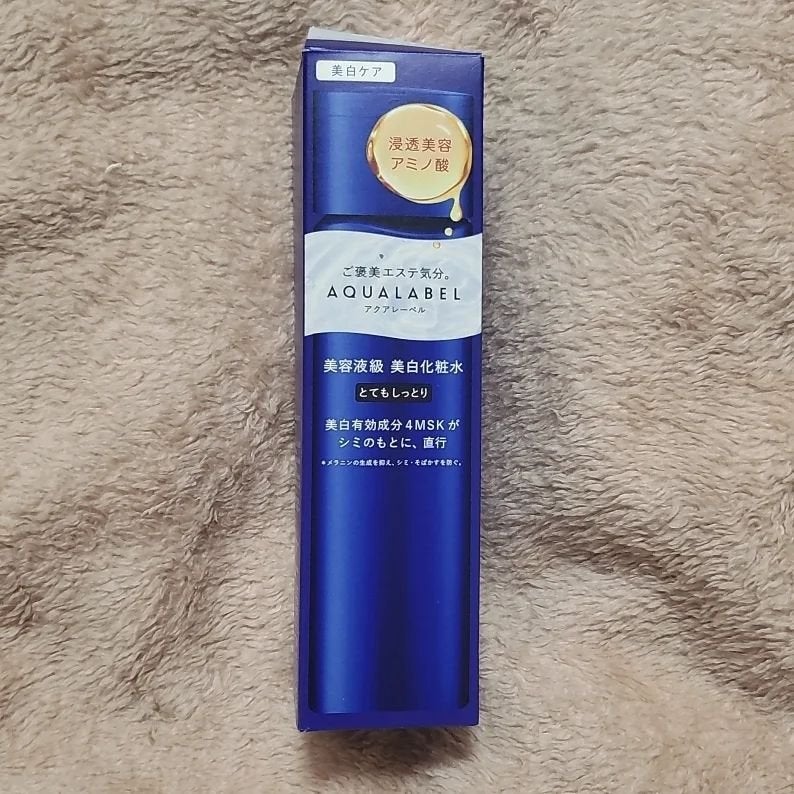 美白ケア
浸透美容
アミノ酸
ご褒美エステ気分。
AQUALABEL
アクアレーベル
美容液級 美白化粧水
とてもしっとり
美白有効成分4MSKが
シミのもとに、直行
*メラニンの生成を抑え、シミ・そばかすを防ぐ。